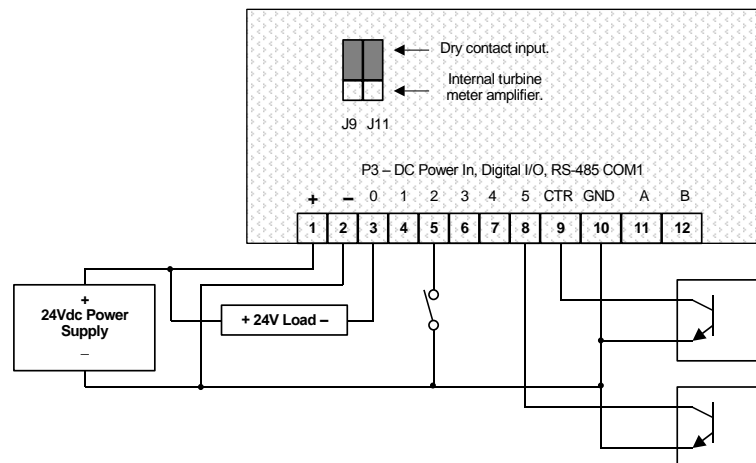 Dry contact input.
Internal turbine
meter amplifier.
J9 J11
P3 – DC Power In, Digital I/O, RS-485 COM1
+ – 0 1 2 3 4 5 CTR GND A B
1 2 3 4 5 6 7 8 9 10 11 12
+
24Vdc Power
Supply
–
+ 24V Load –